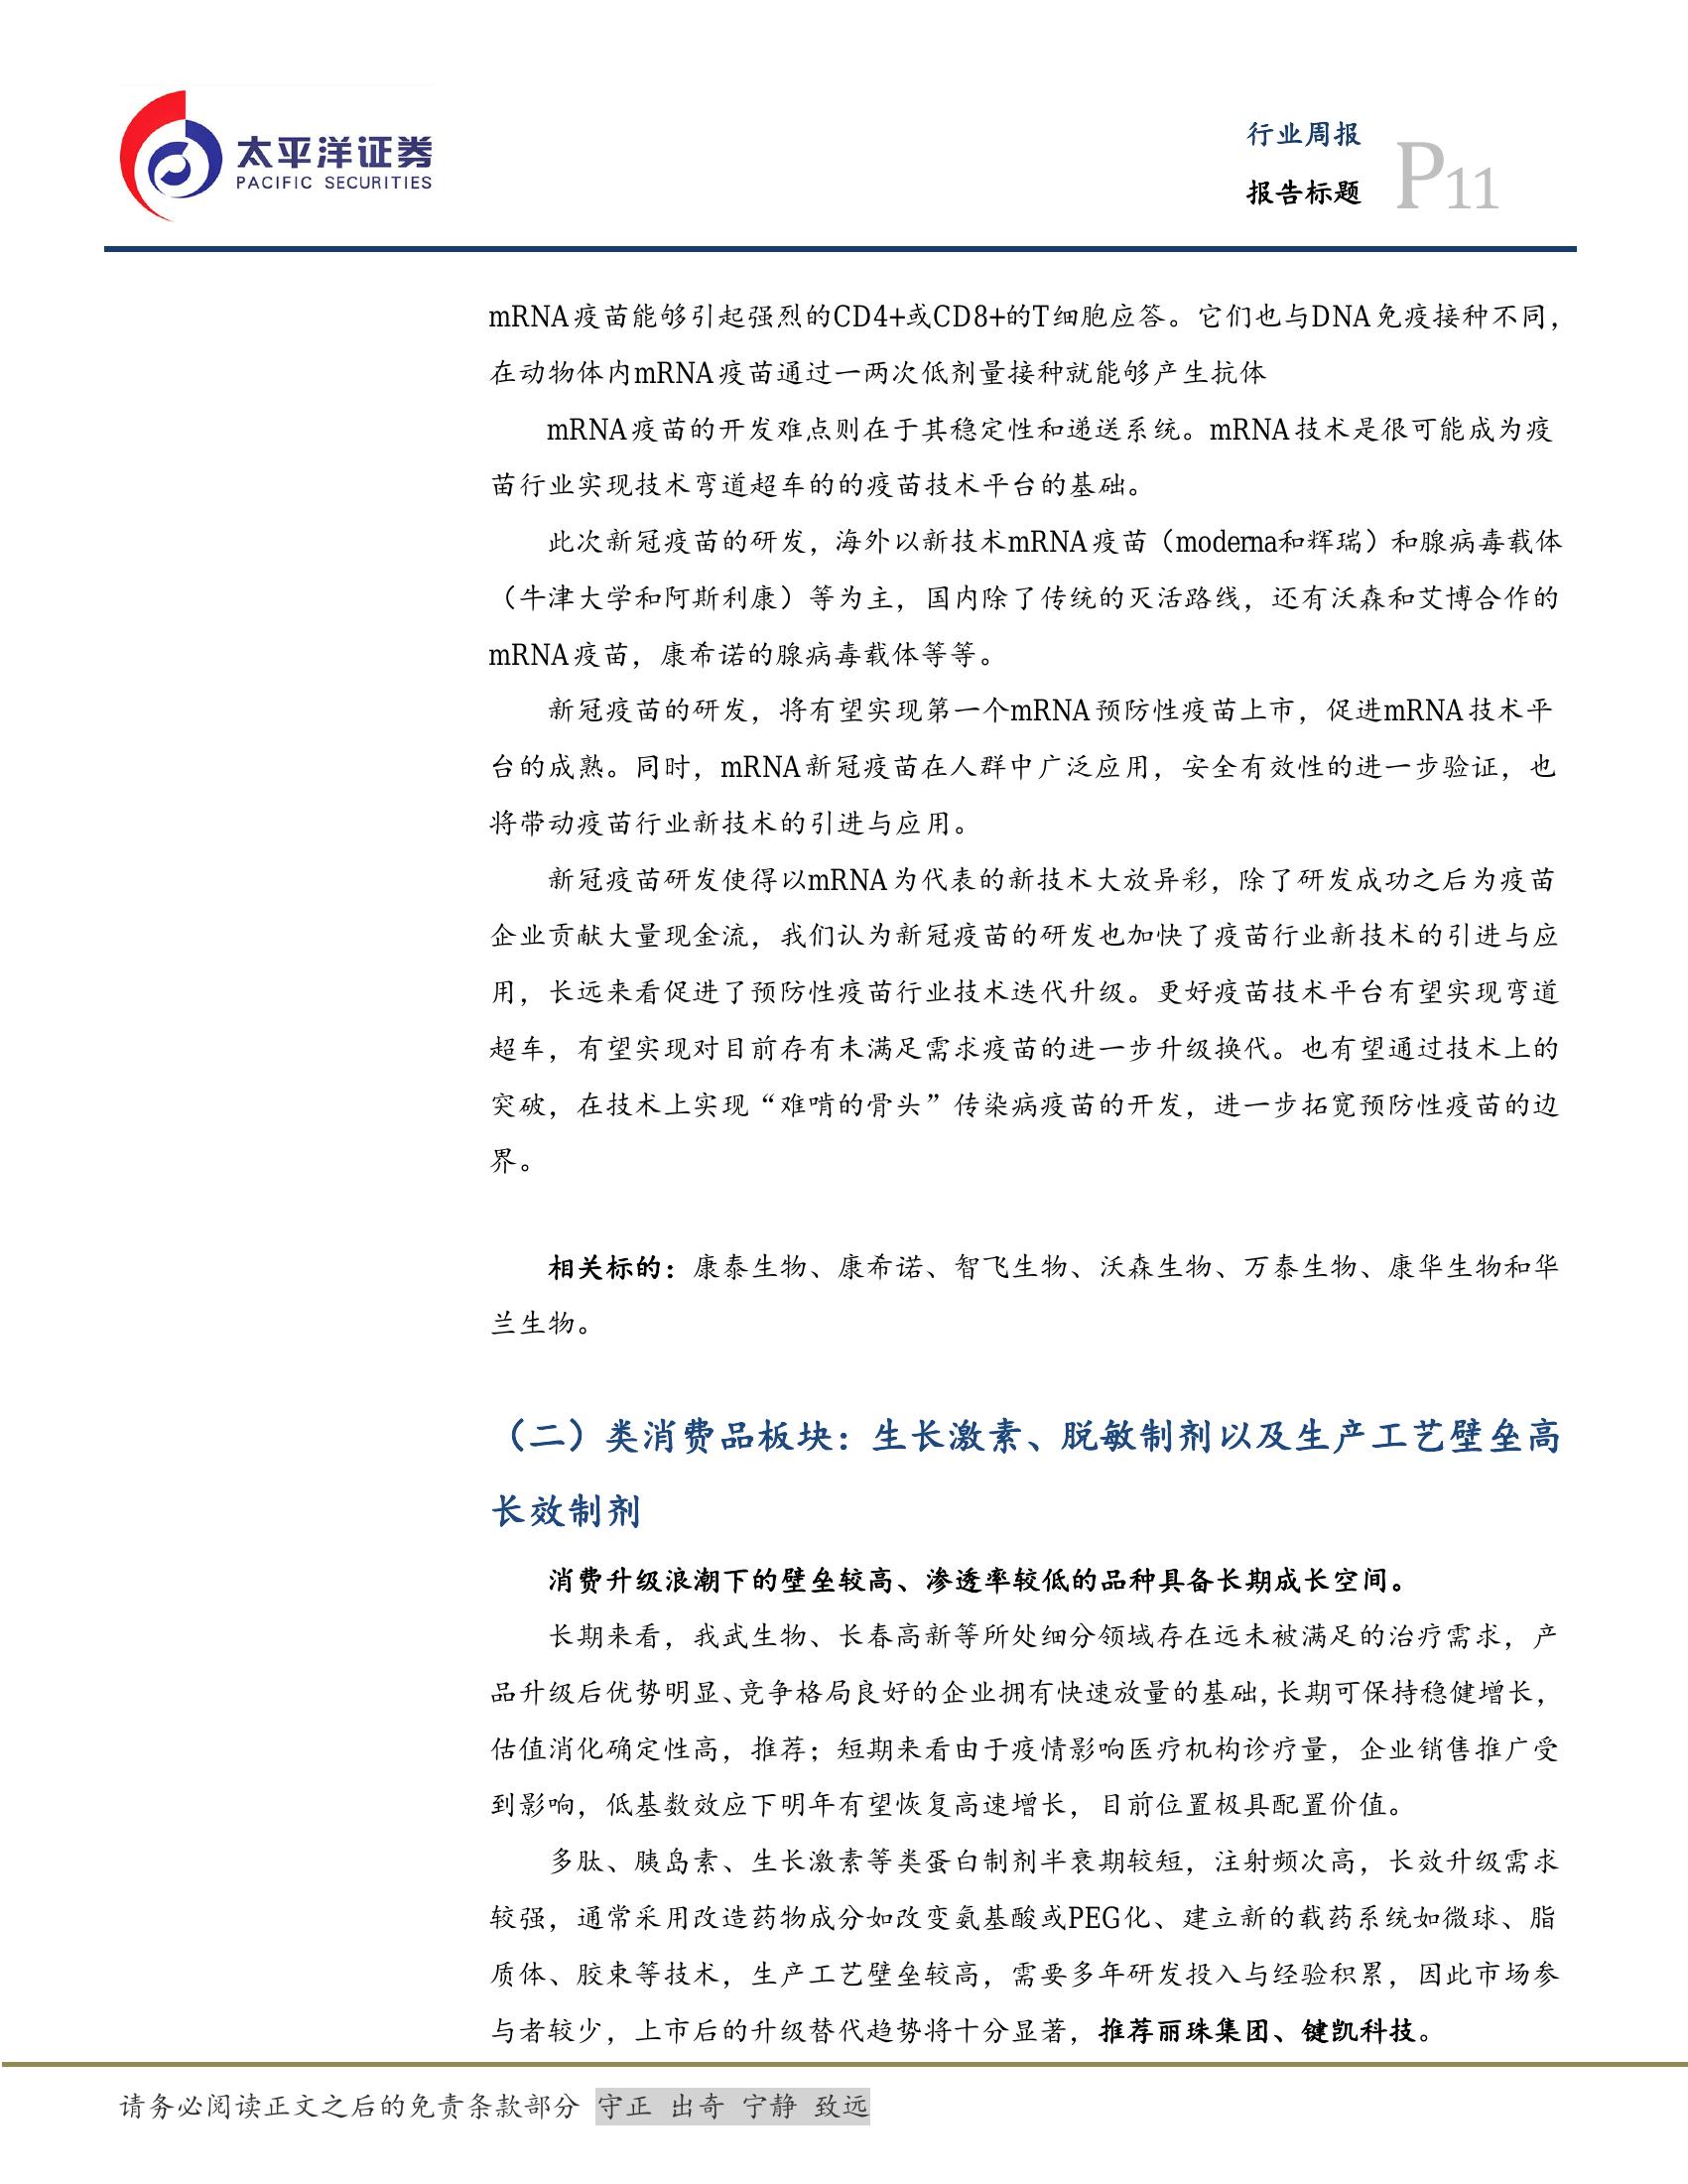 太平洋证券
PACIFIC SECURITIES
行业周报
报告标题
P11
mRNA疫苗能够引起强烈的CD4+或CD8+的T细胞应答。它们也与DNA免疫接种不同，
在动物体内mRNA疫苗通过一两次低剂量接种就能够产生抗体
mRNA疫苗的开发难点则在于其稳定性和递送系统。mRNA技术是很可能成为疫
苗行业实现技术弯道超车的的疫苗技术平台的基础。
此次新冠疫苗的研发，海外以新技术mRNA疫苗（moderna和辉瑞）和腺病毒载体
（牛津大学和阿斯利康）等为主，国内除了传统的灭活路线，还有沃森和艾博合作的
mRNA疫苗，康希诺的腺病毒载体等等。
新冠疫苗的研发，将有望实现第一个mRNA预防性疫苗上市，促进mRNA技术平
台的成熟。同时，mRNA新冠疫苗在人群中广泛应用，安全有效性的进一步验证，也
将带动疫苗行业新技术的引进与应用。
新冠疫苗研发使得以mRNA为代表的新技术大放异彩，除了研发成功之后为疫苗
企业贡献大量现金流，我们认为新冠疫苗的研发也加快了疫苗行业新技术的引进与应
用，长远来看促进了预防性疫苗行业技术迭代升级。更好疫苗技术平台有望实现弯道
超车，有望实现对目前存有未满足需求疫苗的进一步升级换代。也有望通过技术上的
突破，在技术上实现“难啃的骨头”传染病疫苗的开发，进一步拓宽预防性疫苗的边
界。
相关标的：康泰生物、康希诺、智飞生物、沃森生物、万泰生物、康华生物和华
兰生物。
（二）类消费品板块：生长激素、脱敏制剂以及生产工艺壁垒高
长效制剂
消费升级浪潮下的壁垒较高、渗透率较低的品种具备长期成长空间。
长期来看，我武生物、长春高新等所处细分领域存在远未被满足的治疗需求，产
品升级后优势明显、竞争格局良好的企业拥有快速放量的基础，长期可保持稳健增长，
估值消化确定性高，推荐；短期来看由于疫情影响医疗机构诊疗量，企业销售推广受
到影响，低基数效应下明年有望恢复高速增长，目前位置极具配置价值。
多肽、胰岛素、生长激素等类蛋白制剂半衰期较短，注射频次高，长效升级需求
较强，通常采用改造药物成分如改变氨基酸或PEG化、建立新的载药系统如微球、脂
质体、胶束等技术，生产工艺壁垒较高，需要多年研发投入与经验积累，因此市场参
与者较少，上市后的升级替代趋势将十分显著，推荐丽珠集团、键凯科技。
请务必阅读正文之后的免责条款部分 守正 出奇 宁静 致远